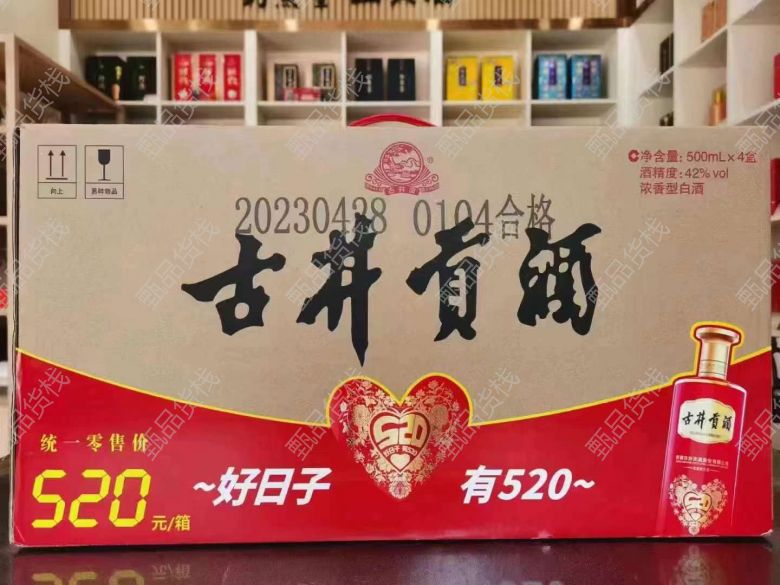 净含量: 500mL×4盒
酒精度: 42%vol
浓香型白酒
向上
易碎物品
20230428 0104合格
古井贡酒
统一零售价
520元/箱
~好日子
520
有520~
古井贡酒
甄品货栈